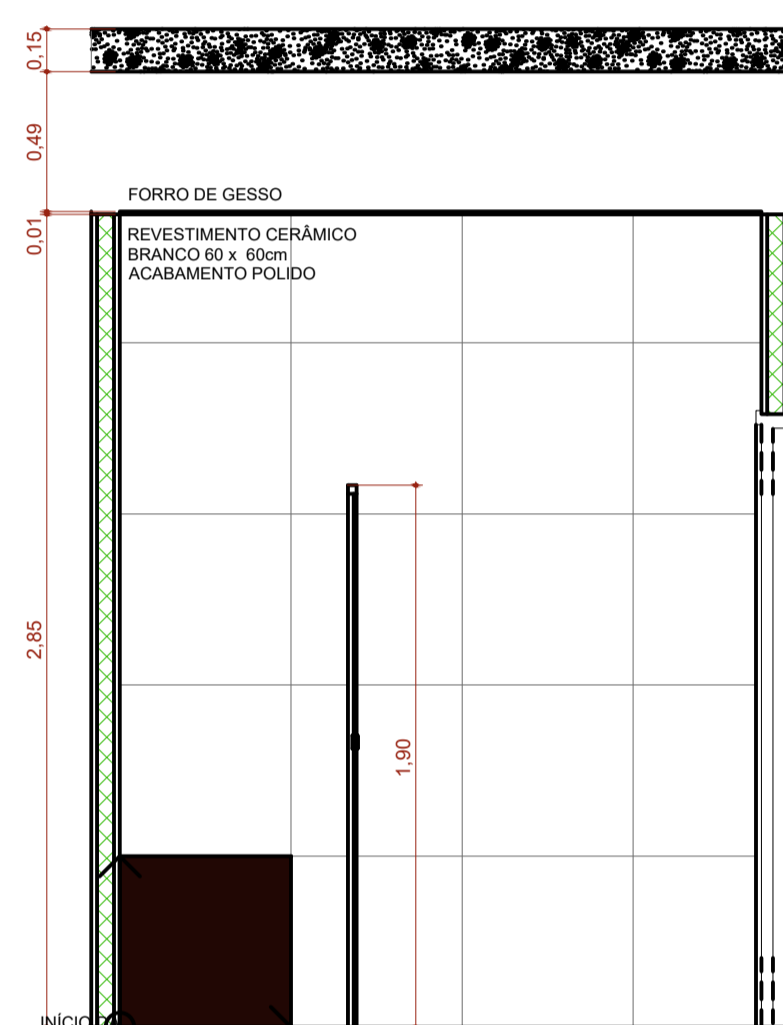 0,15
0,49
FORRO DE GESSO
0,01
REVESTIMENTO CERÂMICO
BRANCO 60 x 60cm
ACABAMENTO POLIDO
2,85
1,90
INÍCIO